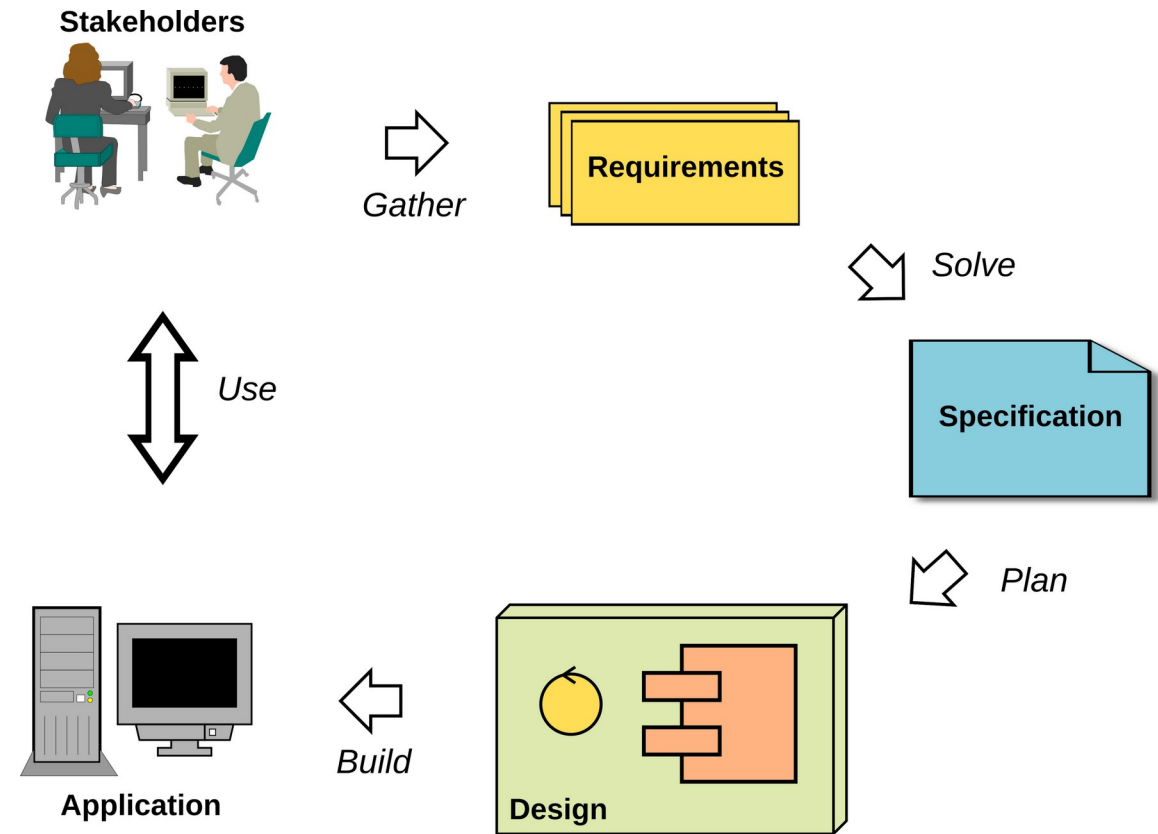 Stakeholders
Gather
Requirements
Solve
Specification
Plan
Design
Build
Application
Use